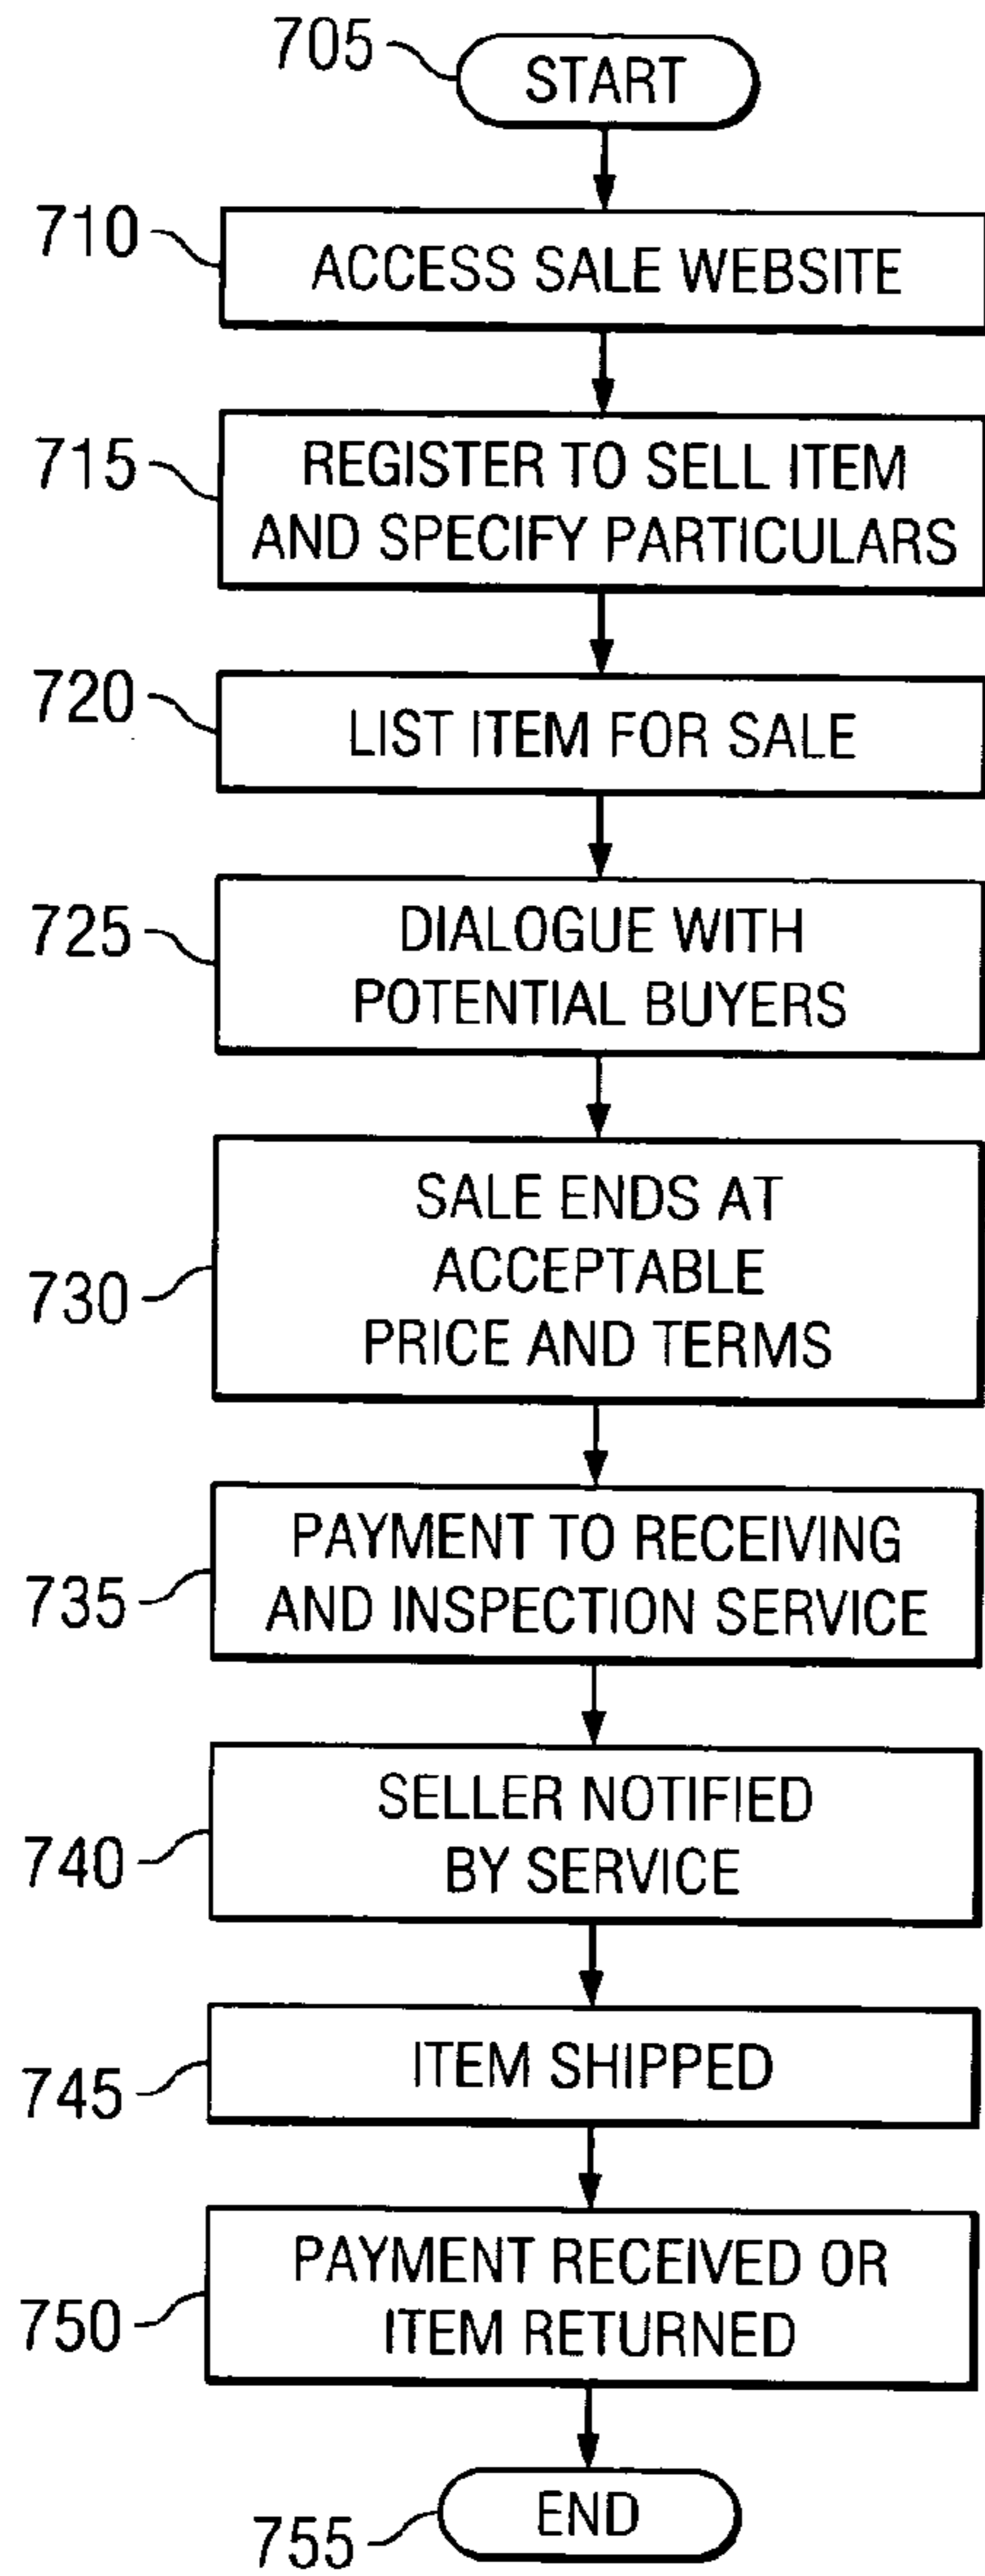 705
START
710
ACCESS SALE WEBSITE
715
REGISTER TO SELL ITEM
AND SPECIFY PARTICULARS
720
LIST ITEM FOR SALE
725
DIALOGUE WITH
POTENTIAL BUYERS
730
SALE ENDS AT
ACCEPTABLE
PRICE AND TERMS
735
PAYMENT TO RECEIVING
AND INSPECTION SERVICE
740
SELLER NOTIFIED
BY SERVICE
745
ITEM SHIPPED
750
PAYMENT RECEIVED OR
ITEM RETURNED
755
END